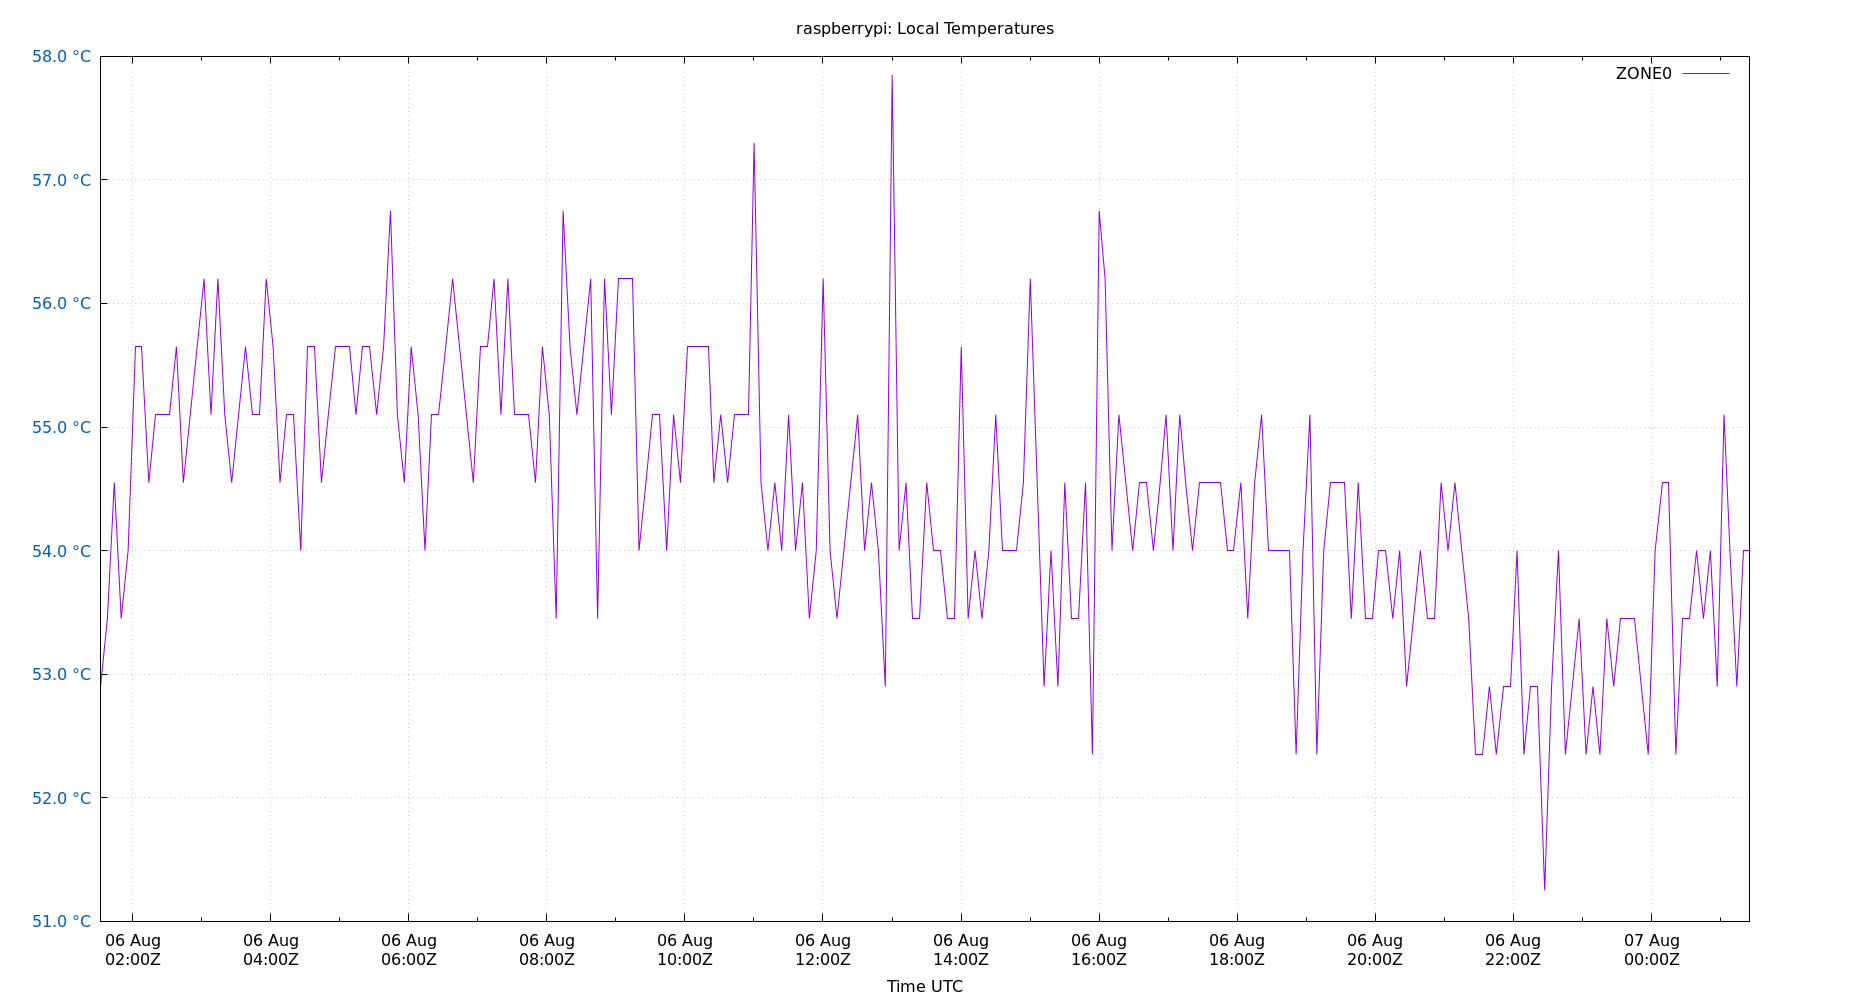 raspberrypi: Local Temperatures
58.0 °C
ZONE0
57.0 °C
56.0 °C
55.0 °C
54.0 °C
53.0 °C
52.0 °C
51.0 °C
06 Aug 06 Aug 06 Aug 06 Aug 06 Aug 06 Aug 06 Aug 06 Aug 06 Aug 06 Aug 06 Aug 07 Aug
02:00Z 04:00Z 06:00Z 08:00Z 10:00Z 12:00Z 14:00Z 16:00Z 18:00Z 20:00Z 22:00Z 00:00Z
Time UTC